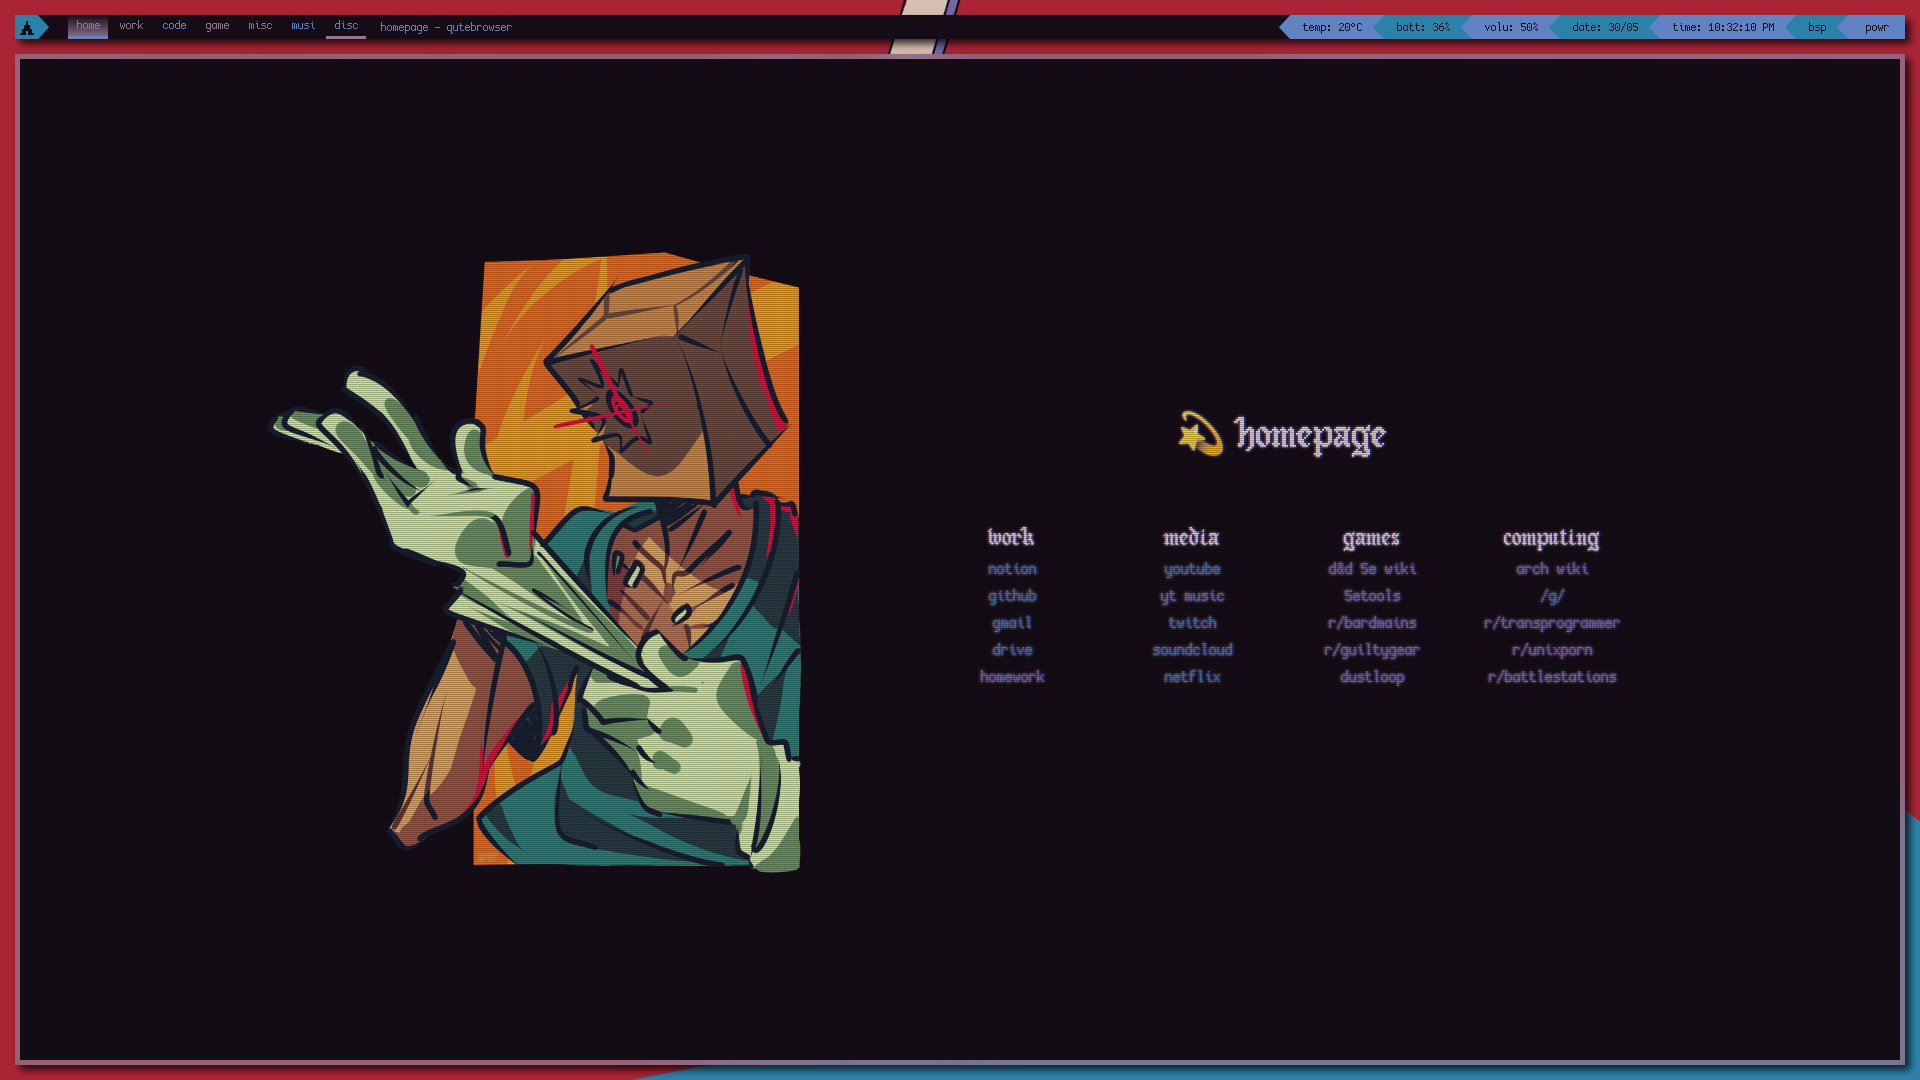 home work code game misc musi disc homepage - qutebrowser temp: 20°C batt: 36% volu: 50% date: 30/05 time: 10:32:10 PM bsp powr
homepage
work media games computing
notion youtube d&d 5e wiki arch wiki
github yt music 5etools /g/
gmail twitch r/bardmains r/transprogrammer
drive soundcloud r/guiltygear r/unixporn
homework netflix dustloop r/battlestations